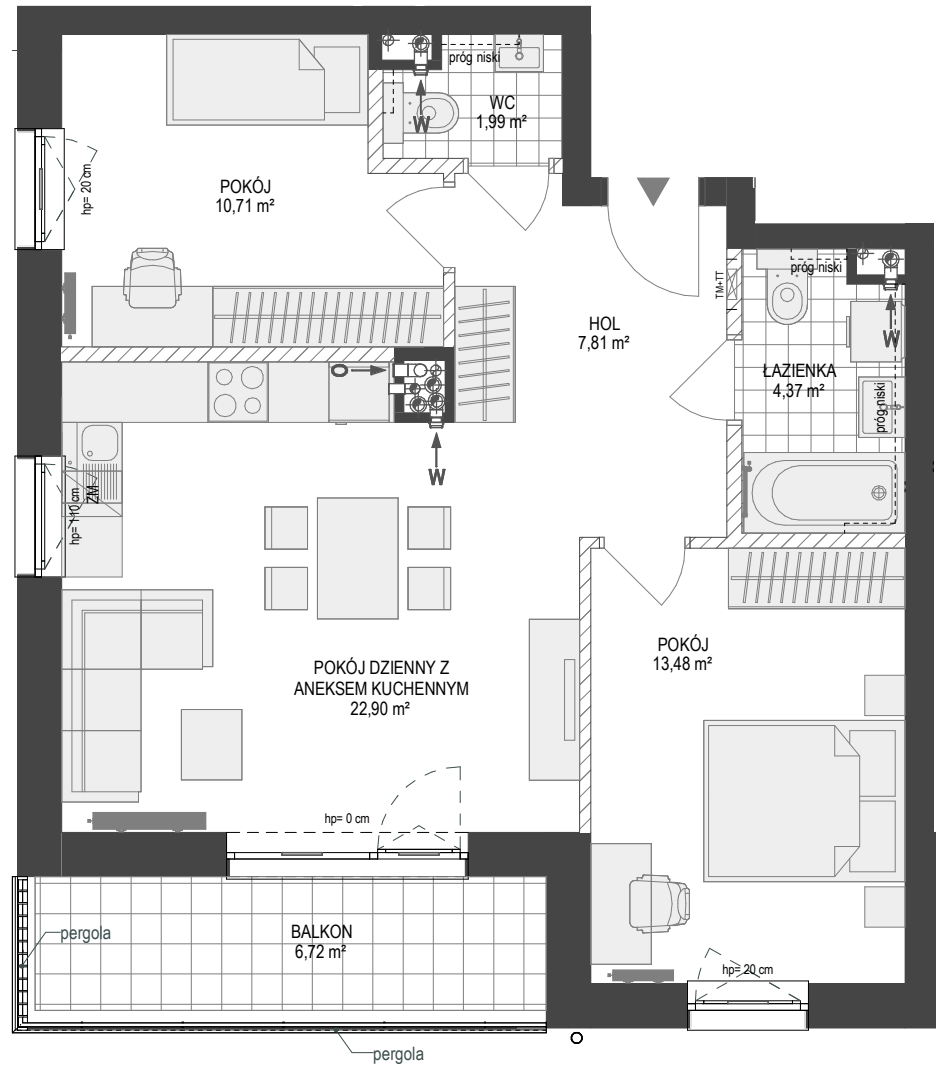 próg niski
WC
1,99 m²
W
hp= 20 cm
POKÓJ
10,71 m²
TM+TT
próg niski
W
HOL
7,81 m²
ŁAZIENKA
4,37 m²
próg niski
O
W
ZM
hp= 110 cm
POKÓJ
13,48 m²
POKÓJ DZIENNY Z
ANEKSEM KUCHENNYM
22,90 m²
hp= 0 cm
BALKON
6,72 m²
pergola
hp= 20 cm
pergola